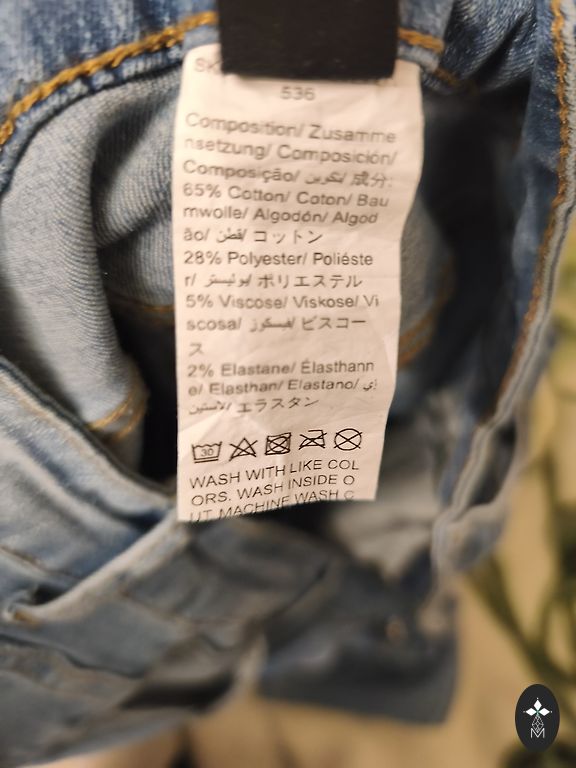 536
Composition/ Zusamme
nsetzung/ Composición/
Composição/ تكوين/ 成分:
65% Cotton/ Coton/ Bau
mwolle/ Algodón/ Algod
ão/ قطن/ コットン
28% Polyester/ Poliéste
r/ بوليستر/ ポリエステル
5% Viscose/ Viskose/ Vi
scosa/ فيسكوز/ ビスコー
ス
2% Elastane/ Élasthann
e/ Elasthan/ Elastano/ إي
لاستين/ エラスタン
30
WASH WITH LIKE COL
ORS. WASH INSIDE O
UT. MACHINE WASH C